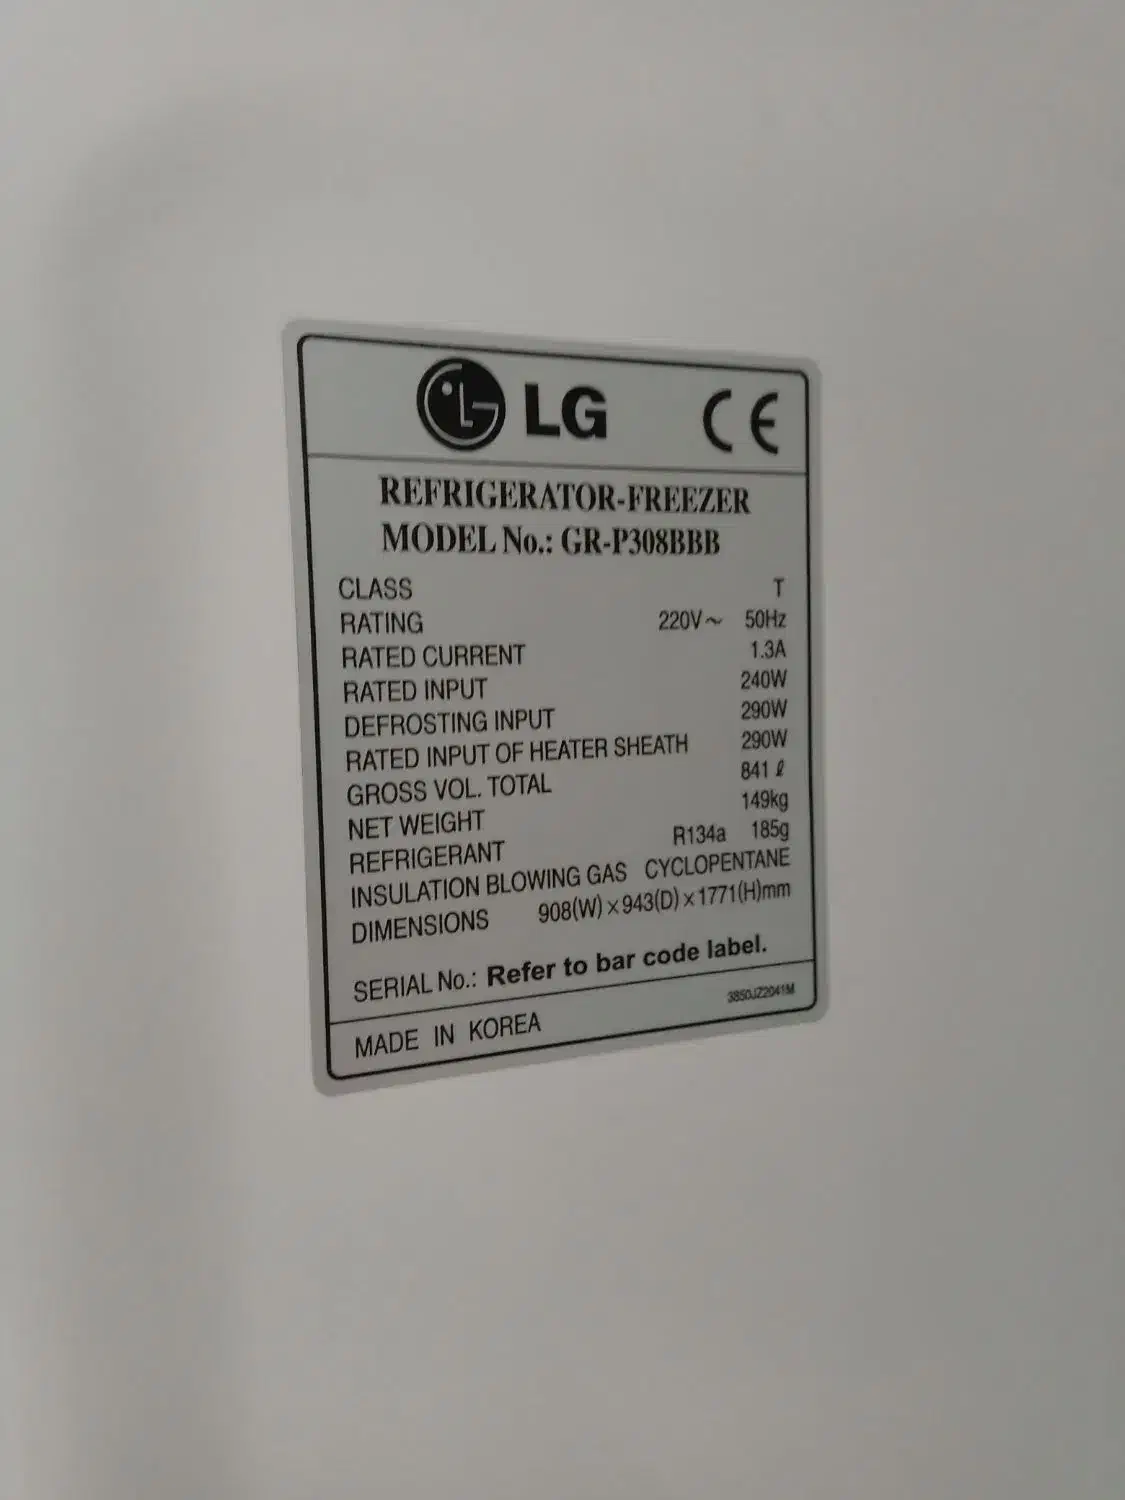 LG CE
REFRIGERATOR-FREEZER
MODEL No.: GR-P308BBB
CLASS T
RATING 220V~ 50Hz
RATED CURRENT 1.3A
RATED INPUT 240W
DEFROSTING INPUT 290W
RATED INPUT OF HEATER SHEATH 290W
GROSS VOL. TOTAL 841 ℓ
NET WEIGHT 149kg
REFRIGERANT R134a 185g
INSULATION BLOWING GAS CYCLOPENTANE
DIMENSIONS 908(W)×943(D)×1771(H)mm
SERIAL No.: Refer to bar code label.
3850JZ2041M
MADE IN KOREA